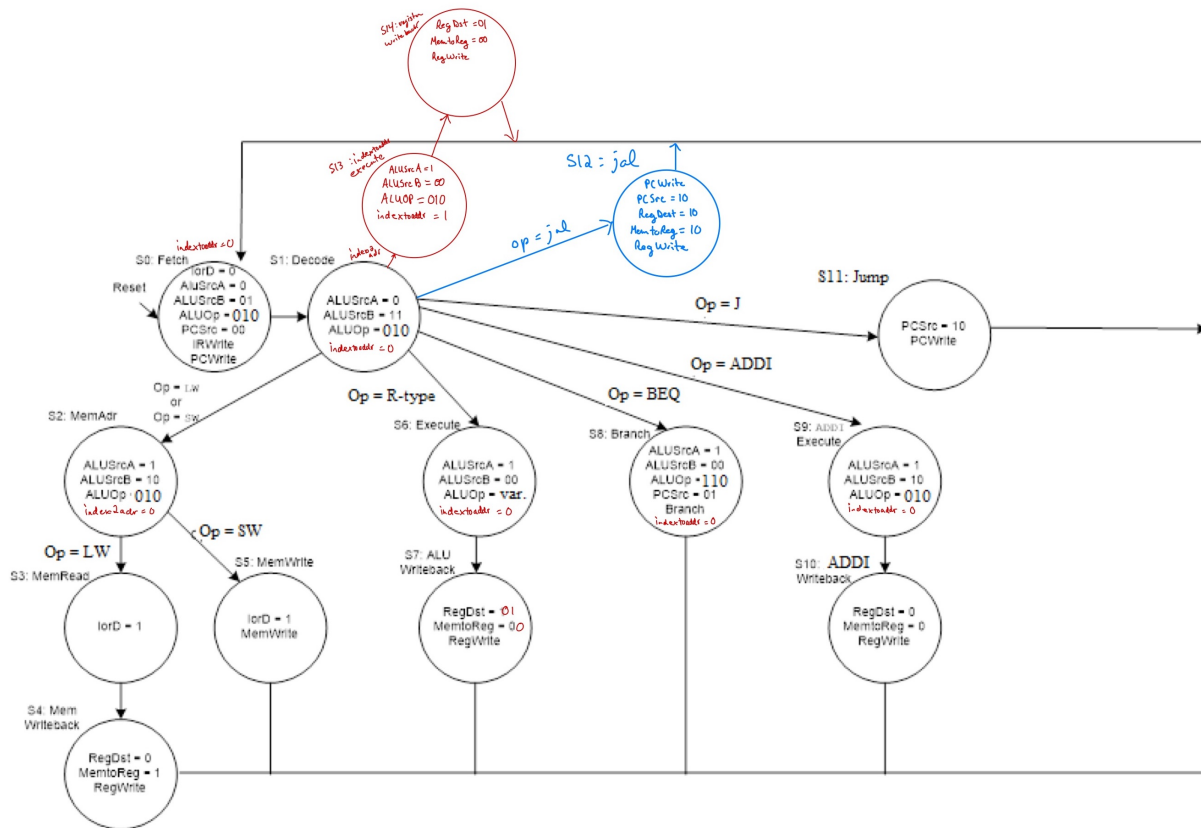 S14: register
writeback
RegDst = 01
MemtoReg = 00
RegWrite
S13: indextoaddr
execute
ALUSrcA = 1
ALUSrcB = 00
ALUOP = 010
indextoaddr = 1
S12 = jal
PCWrite
PCSrc = 10
RegDest = 10
MemtoReg = 10
RegWrite
op = jal
index2adr
indextoaddr = 0
S0: Fetch
Reset
IorD = 0
AluSrcA = 0
ALUSrcB = 01
ALUOp = 010
PCSrc = 00
IRWrite
PCWrite
S1: Decode
ALUSrcA = 0
ALUSrcB = 11
ALUOp = 010
indextoaddr = 0
S11: Jump
Op = J
PCSrc = 10
PCWrite
Op = ADDI
Op = BEQ
Op = R-type
Op = LW
or
Op = SW
S2: MemAdr
ALUSrcA = 1
ALUSrcB = 10
ALUOp · 010
index2adr = 0
S6: Execute
ALUSrcA = 1
ALUSrcB = 00
ALUOp = var.
indextoaddr = 0
S8: Branch
ALUSrcA = 1
ALUSrcB = 00
ALUOp = 110
PCSrc = 01
Branch
indextoaddr = 0
S9: ADDI
Execute
ALUSrcA = 1
ALUSrcB = 10
ALUOp = 010
indextoaddr = 0
Op = LW
Op = SW
S3: MemRead
IorD = 1
S5: MemWrite
IorD = 1
MemWrite
S7: ALU
Writeback
RegDst = 01
MemtoReg = 00
RegWrite
S10: ADDI
Writeback
RegDst = 0
MemtoReg = 0
RegWrite
S4: Mem
Writeback
RegDst = 0
MemtoReg = 1
RegWrite